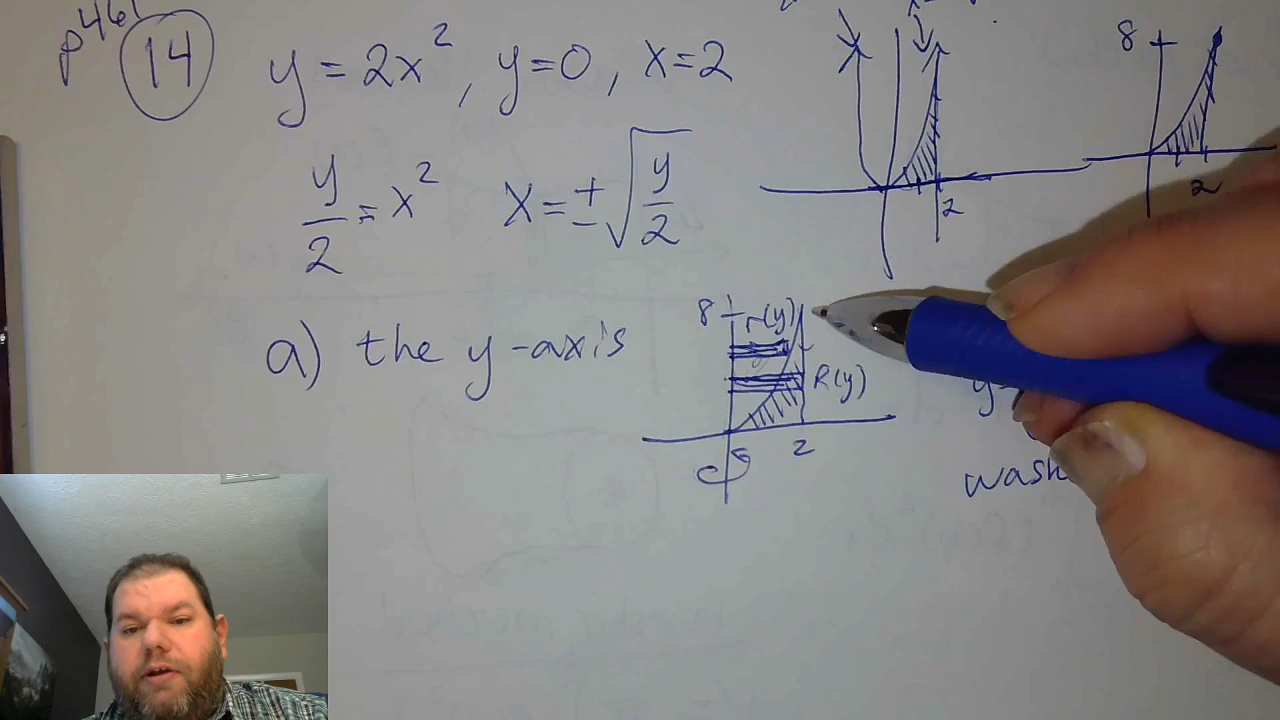 p461
14 y = 2x², y=0, x=2
y/2 = x² x = ±√(y/2)
2
8
2
a) the y-axis
8 r(y)
R(y)
2
y
wash